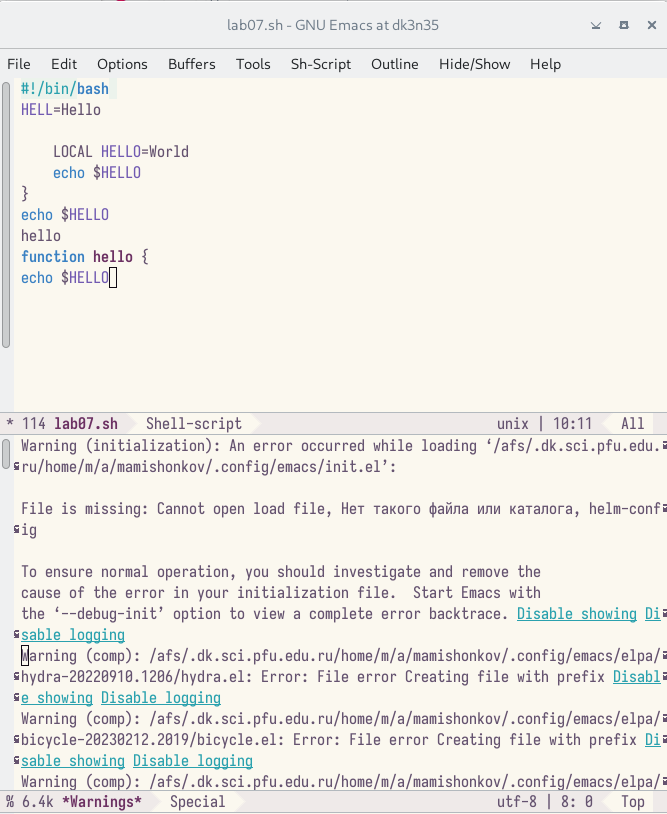 lab07.sh - GNU Emacs at dk3n35
File Edit Options Buffers Tools Sh-Script Outline Hide/Show Help
#!/bin/bash
HELL=Hello
LOCAL HELLO=World
echo $HELLO
}
echo $HELLO
hello
function hello {
echo $HELLO
* 114 lab07.sh Shell-script unix | 10:11 All
Warning (initialization): An error occurred while loading ‘/afs/.dk.sci.pfu.edu.
ru/home/m/a/mamishonkov/.config/emacs/init.el’:
File is missing: Cannot open load file, Нет такого файла или каталога, helm-conf
ig
To ensure normal operation, you should investigate and remove the
cause of the error in your initialization file.  Start Emacs with
the ‘--debug-init’ option to view a complete error backtrace. Disable showing Di
sable logging
Warning (comp): /afs/.dk.sci.pfu.edu.ru/home/m/a/mamishonkov/.config/emacs/elpa/
hydra-20220910.1206/hydra.el: Error: File error Creating file with prefix Disabl
e showing Disable logging
Warning (comp): /afs/.dk.sci.pfu.edu.ru/home/m/a/mamishonkov/.config/emacs/elpa/
bicycle-20230212.2019/bicycle.el: Error: File error Creating file with prefix Di
sable showing Disable logging
Warning (comp): /afs/.dk.sci.pfu.edu.ru/home/m/a/mamishonkov/.config/emacs/elpa/
% 6.4k *Warnings* Special utf-8 | 8: 0 Top